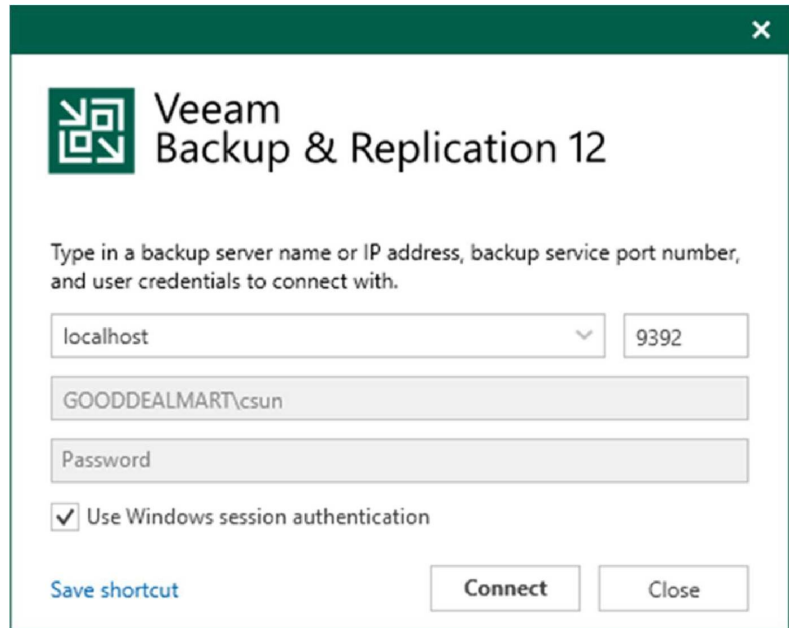 Veeam
Backup & Replication 12
Type in a backup server name or IP address, backup service port number,
and user credentials to connect with.
localhost
9392
GOODDEALMART\csun
Password
Use Windows session authentication
Save shortcut
Connect
Close